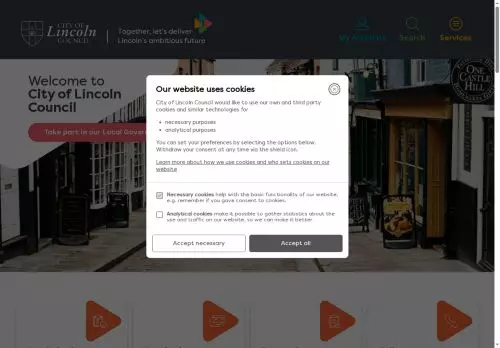 CITY OF
Lincoln
COUNCIL
Together, let's deliver
Lincoln's ambitious future
My Account
Search
Services
Welcome to
City of Lincoln
Council
Take part in our Local Gover
ONE
CASTLE
HILL
Our website uses cookies
City of Lincoln Council would like to use our own and third party
cookies and similar technologies for
necessary purposes
analytical purposes
You can set your preferences by selecting the options below.
Withdraw your consent at any time via the shield icon.
Learn more about how we use cookies and who sets cookies on our
website
Necessary cookies help with the basic functionality of our website,
e.g. remember if you gave consent to cookies.
Analytical cookies make it possible to gather statistics about the
use and traffic on our website, so we can make it better.
Accept necessary
Accept all